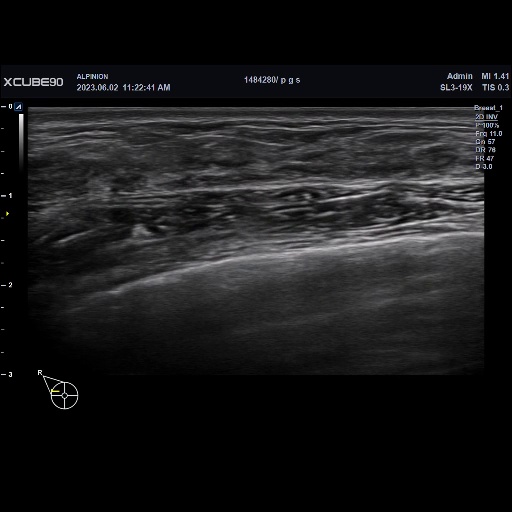 XCUBE90
ALPINION
2023.06.02 11:22:41 AM
1484280/ p g s
Admin MI 1.41
SL3-19X TIS 0.3
Breast_1
2D INV
P 100%
Frq 11.0
Gn 57
DR 76
FR 47
D 3.0
0
1
2
3
R